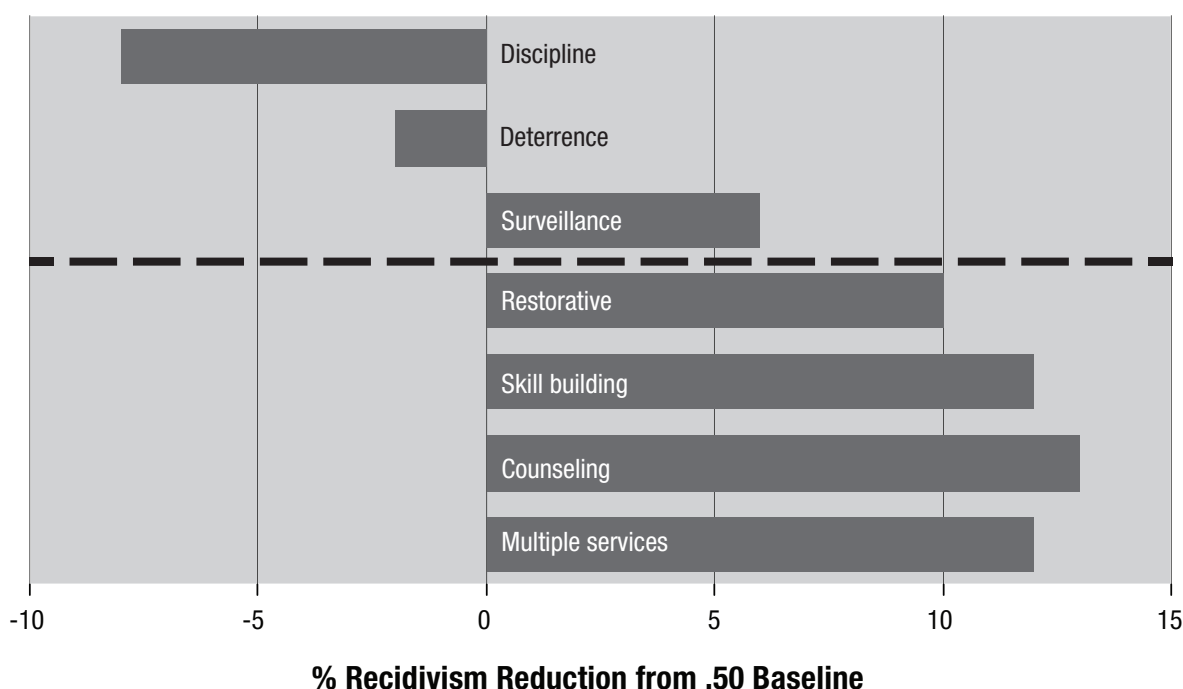 Discipline
Deterrence
Surveillance
Restorative
Skill building
Counseling
Multiple services
-10 -5 0 5 10 15
% Recidivism Reduction from .50 Baseline